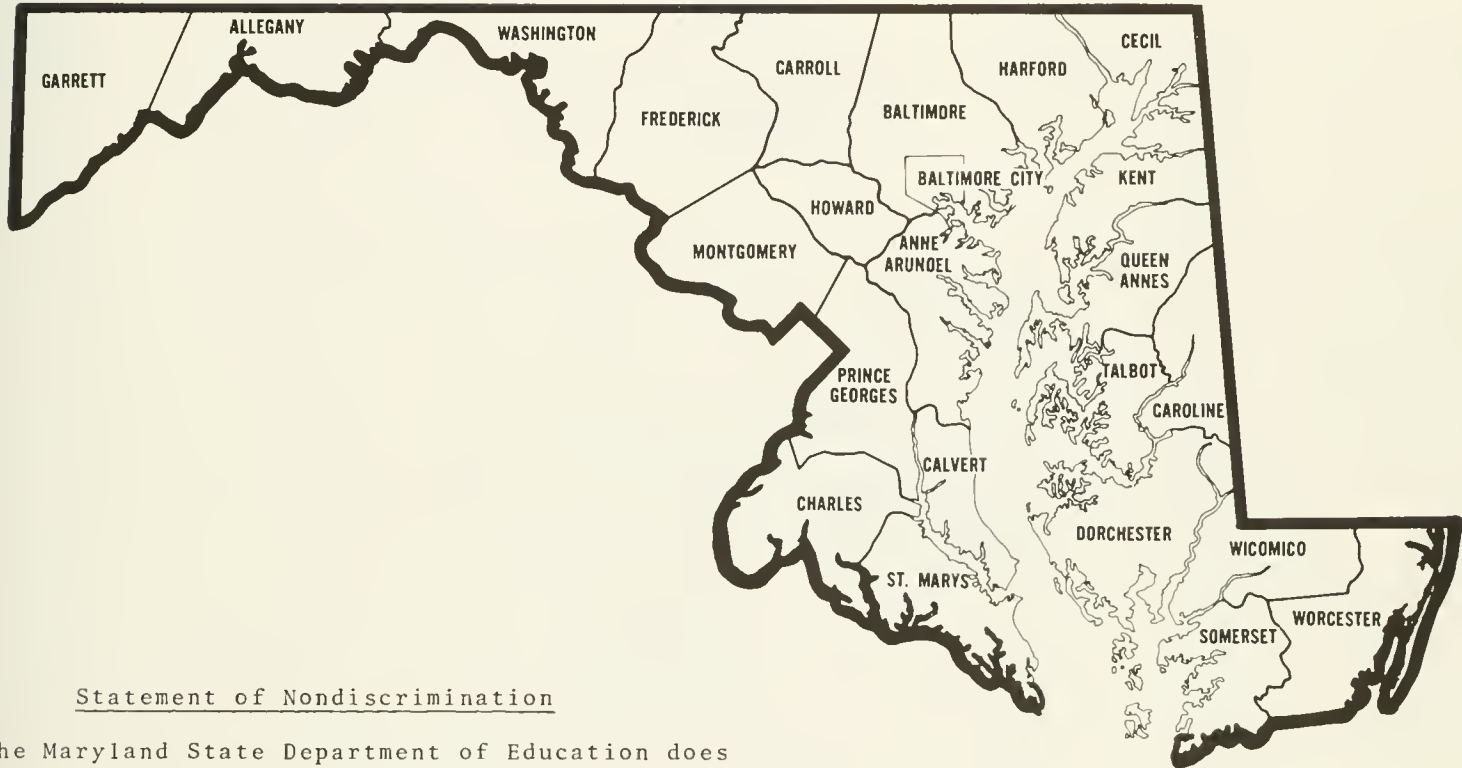 ALLEGANY
WASHINGTON
CECIL
GARRETT
CARROLL
HARFORD
FREDERICK
BALTIMORE
BALTIMORE CITY
KENT
HOWARD
MONTGOMERY
ANNE
ARUNOEL
QUEEN
ANNES
PRINCE
GEORGES
TALBOT
CAROLINE
CALVERT
CHARLES
DORCHESTER
WICOMICO
ST. MARYS
SOMERSET
WORCESTER
Statement of Nondiscrimination
he Maryland State Department of Education does